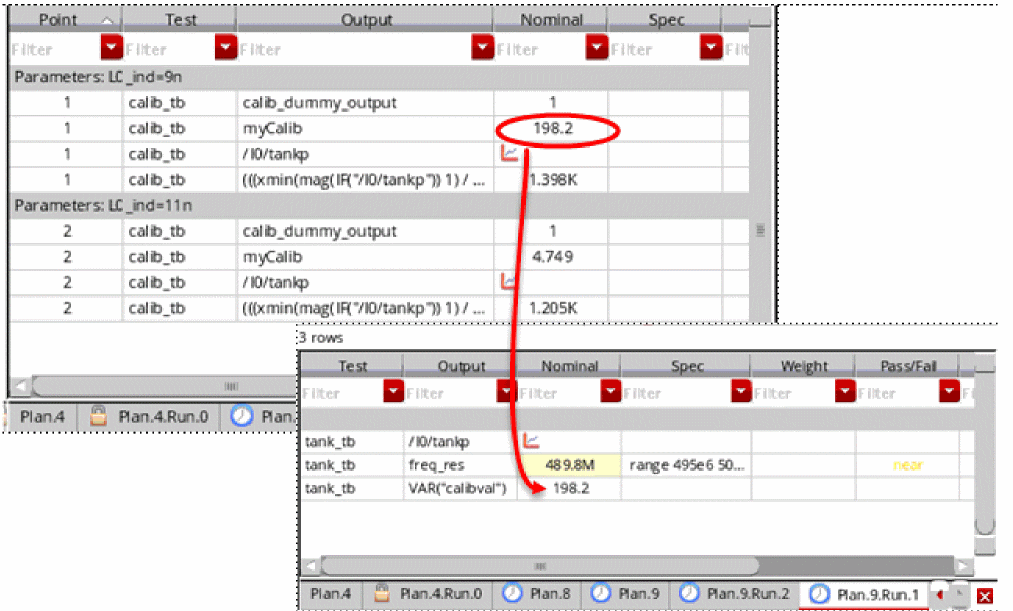 Point Test Output Nominal Spec
Filter Filter Filter Filter Filter Filt
Parameters: LC_ind=9n
1 calib_tb calib_dummy_output 1
1 calib_tb myCalib 198.2
1 calib_tb /I0/tankp
1 calib_tb (((xmin(mag(IF("/I0/tankp")) 1) / ... 1.398K
Parameters: LC_ind=11n
2 calib_tb calib_dummy_output 1
2 calib_tb myCalib 4.749
2 calib_tb /I0/tankp
2 calib_tb (((xmin(mag(IF("/I0/tankp")) 1) / ... 1.205K
Plan.4 Plan.4.Run.0 Plan.
3 rows
Test Output Nominal Spec Weight Pass/Fail
Filter Filter Filter Filter Filter Filter Fi
tank_tb /I0/tankp
tank_tb freq_res 489.8M range 495e6 50... near
tank_tb VAR("calibval") 198.2
Plan.4 Plan.4.Run.0 Plan.8 Plan.9 Plan.9.Run.2 Plan.9.Run.1